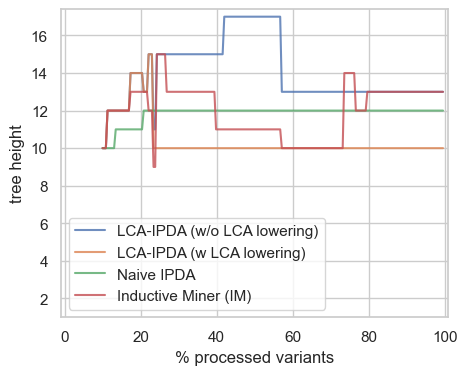 16
14
12
10
8
6
4
2
tree height
LCA-IPDA (w/o LCA lowering)
LCA-IPDA (w LCA lowering)
Naive IPDA
Inductive Miner (IM)
0 20 40 60 80 100
% processed variants